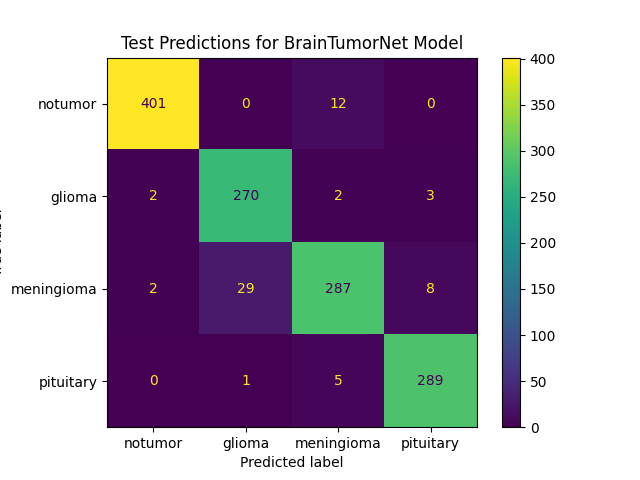 Test Predictions for BrainTumorNet Model
notumor 401 0 12 0
glioma 2 270 2 3
meningioma 2 29 287 8
pituitary 0 1 5 289
notumor glioma meningioma pituitary
Predicted label
400
350
300
250
200
150
100
50
0